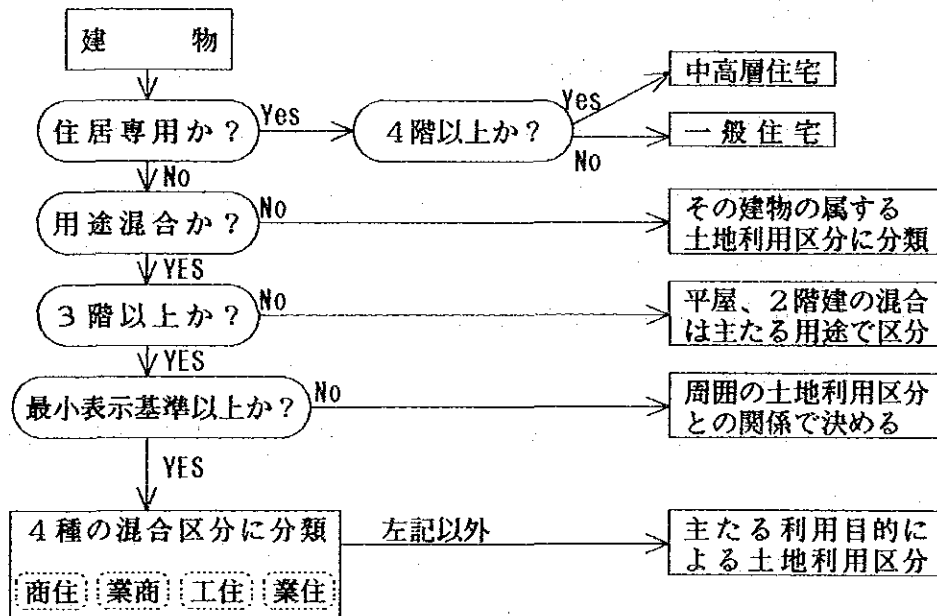 建物
住居専用か？
Yes
４階以上か？
Yes
中高層住宅
No
一般住宅
No
用途混合か？
No
その建物の属する
土地利用区分に分類
YES
３階以上か？
No
平屋、２階建の混合
は主たる用途で区分
YES
最小表示基準以上か？
No
周囲の土地利用区分
との関係で決める
YES
４種の混合区分に分類
商住 業商 工住 業住
左記以外
主たる利用目的に
よる土地利用区分